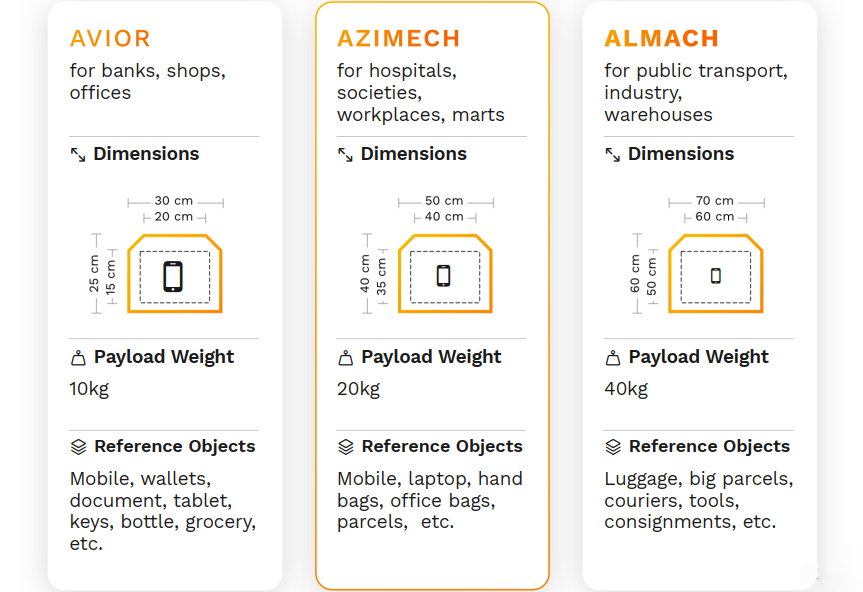 AVIOR
for banks, shops,
offices
Dimensions
30 cm
20 cm
25 cm
15 cm
Payload Weight
10kg
Reference Objects
Mobile, wallets,
document, tablet,
keys, bottle, grocery,
etc.
AZIMECH
for hospitals,
societies,
workplaces, marts
Dimensions
50 cm
40 cm
40 cm
35 cm
Payload Weight
20kg
Reference Objects
Mobile, laptop, hand
bags, office bags,
parcels,  etc.
ALMACH
for public transport,
industry,
warehouses
Dimensions
70 cm
60 cm
60 cm
50 cm
Payload Weight
40kg
Reference Objects
Luggage, big parcels,
couriers, tools,
consignments, etc.